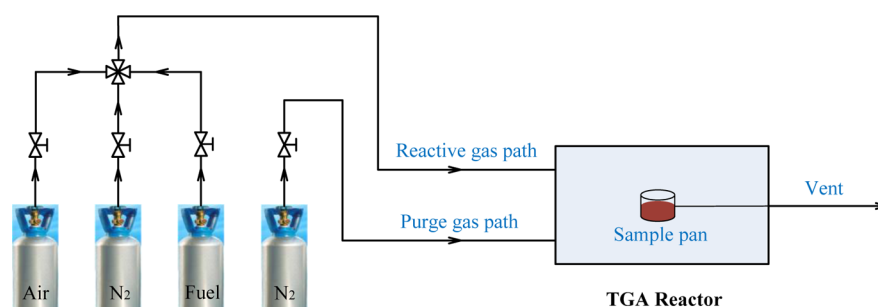 Reactive gas path
Purge gas path
Vent
Sample pan
Air
N2
Fuel
N2
TGA Reactor